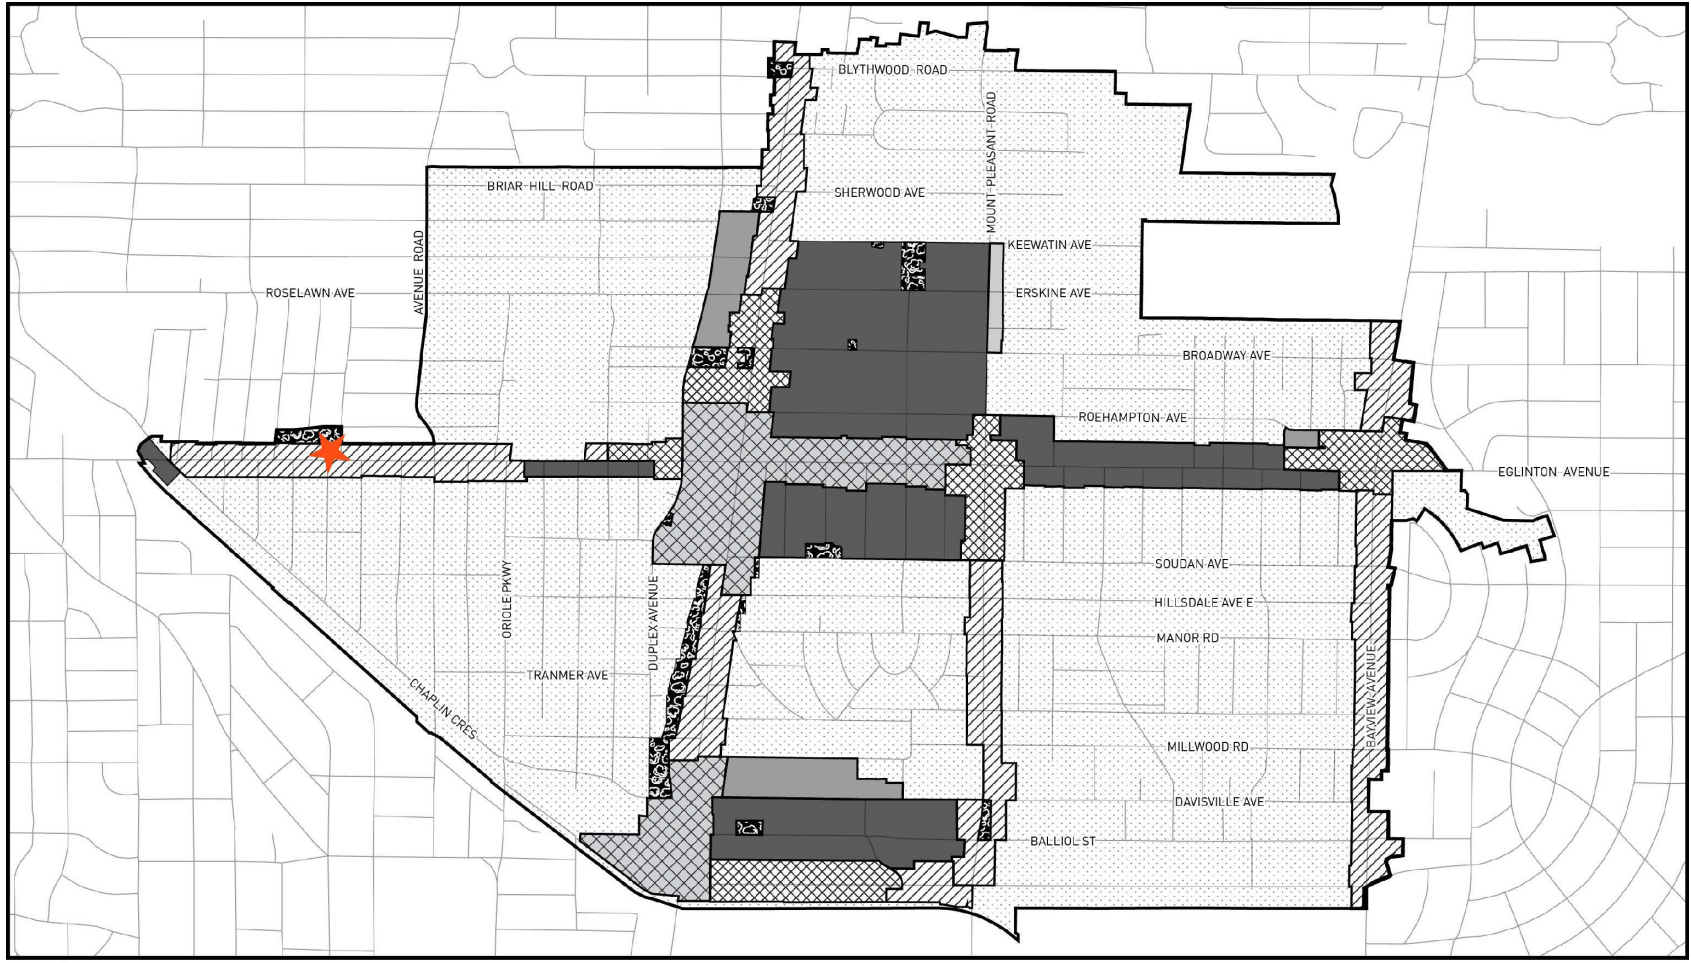 BLYTHWOOD ROAD
MOUNT PLEASANT ROAD
BRIAR HILL ROAD
SHERWOOD AVE
AVENUE ROAD
KEEWATIN AVE
ROSELAWN AVE
ERSKINE AVE
BROADWAY AVE
ROEHAMPTON AVE
EGLINTON AVENUE
SOUDAN AVE
ORIOLE PKWY
DUPLEX AVENUE
HILLSDALE AVE E
MANOR RD
TRANMER AVE
BAYVIEW AVENUE
CHAPLIN CRES
MILLWOOD RD
DAVISVILLE AVE
BALLIOL ST